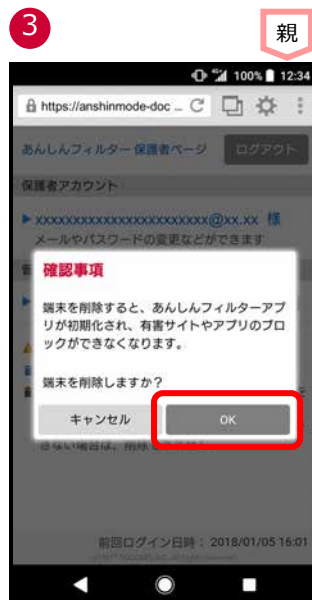 3
親
100% 12:34
https://anshinmode-doc ...
あんしんフィルター 保護者ページ
ログアウト
保護者アカウント
xxxxxxxxxxxxxxxxxxxxxxxx@xx.xx 様
メールやパスワードの変更などができます
確認事項
端末を削除すると、あんしんフィルターアプ
リが初期化され、有害サイトやアプリのブロ
ックができなくなります。
端末を削除しますか？
キャンセル
OK
前回ログイン日時： 2018/01/05 16:01